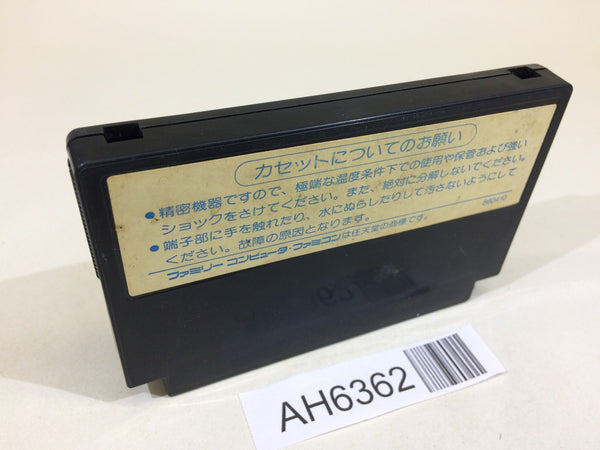 カセットについてのお願い
●精密機器ですので、極端な温度条件下での使用や保管および強い
ショックをさけてください。また、絶対に分解しないでください。
●端子部に手を触れたり、水にぬらしたりして汚さないようにして
ください。故障の原因となります。
ファミリーコンピュータ・ファミコンは任天堂の商標です。
AH6362